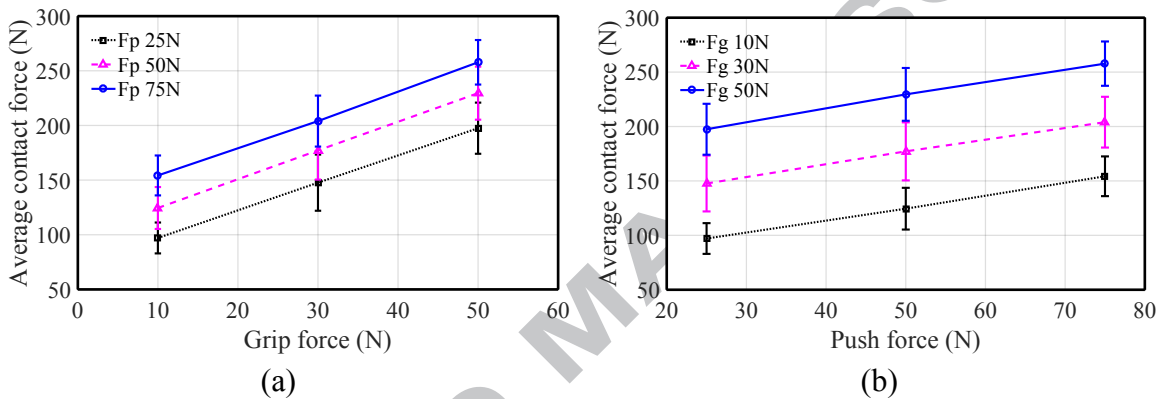 300
250
200
150
100
50
Average contact force (N)
Fp 25N
Fp 50N
Fp 75N
0 10 20 30 40 50 60
Grip force (N)
(a)
300
250
200
150
100
50
Average contact force (N)
Fg 10N
Fg 30N
Fg 50N
20 30 40 50 60 70 80
Push force (N)
(b)
MA